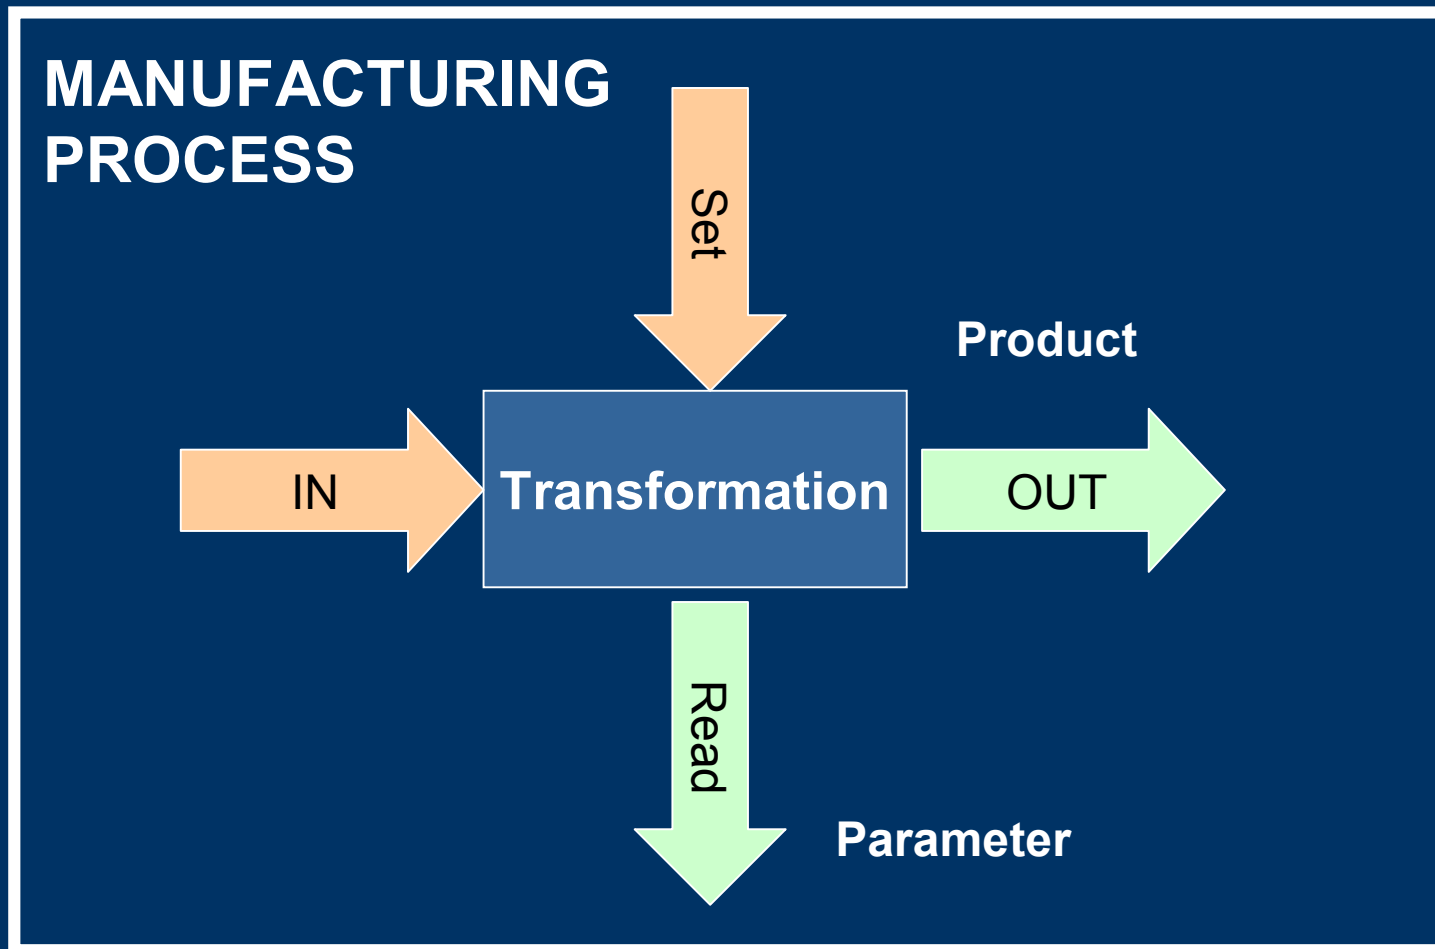 MANUFACTURING
PROCESS
Set
Product
IN
Transformation
OUT
Read
Parameter